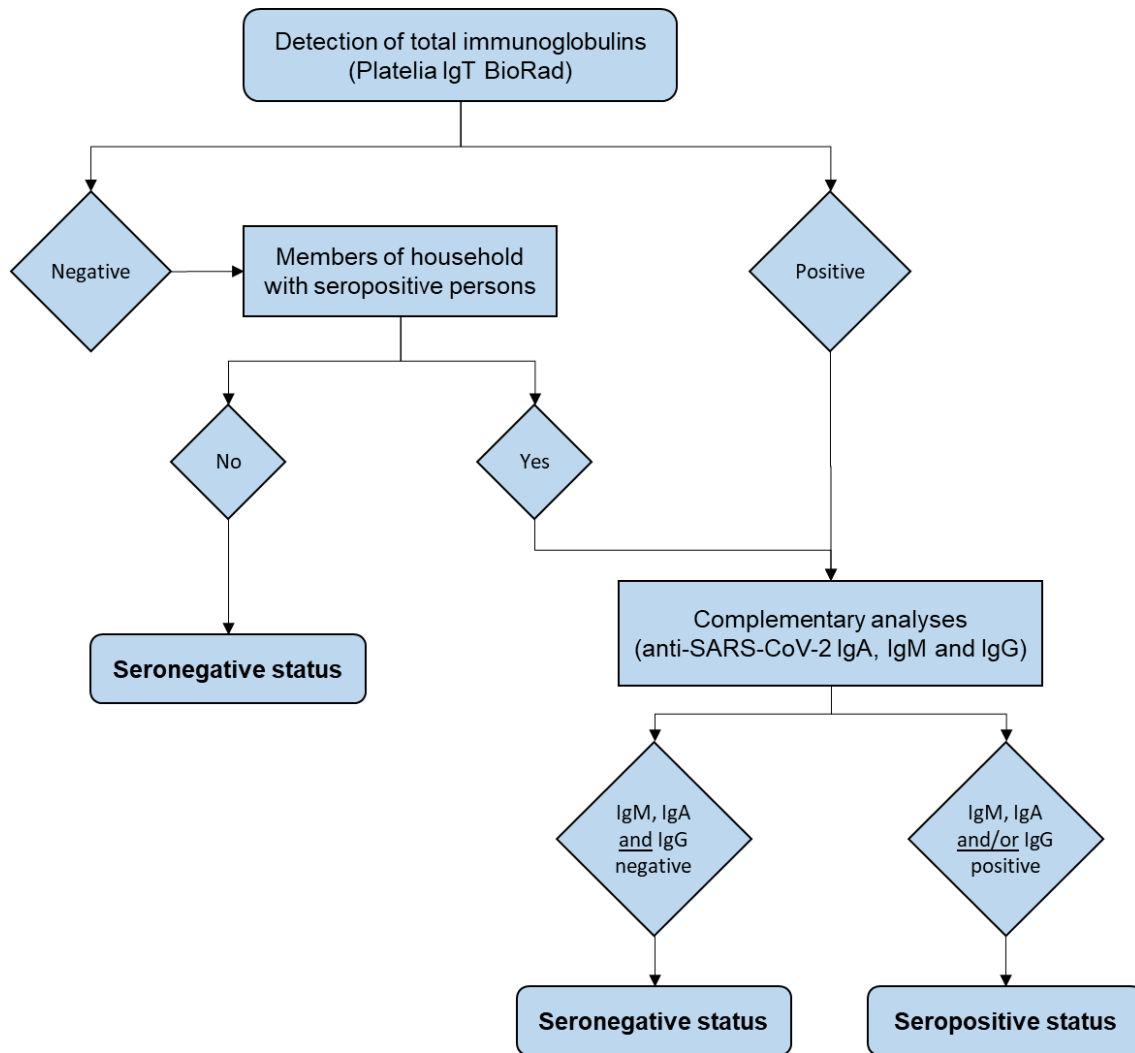 Detection of total immunoglobulins
(Platelia IgT BioRad)
Negative
Members of household
with seropositive persons
Positive
No
Yes
Complementary analyses
(anti-SARS-CoV-2 IgA, IgM and IgG)
Seronegative status
IgM, IgA
and IgG
negative
IgM, IgA
and/or IgG
positive
Seronegative status
Seropositive status